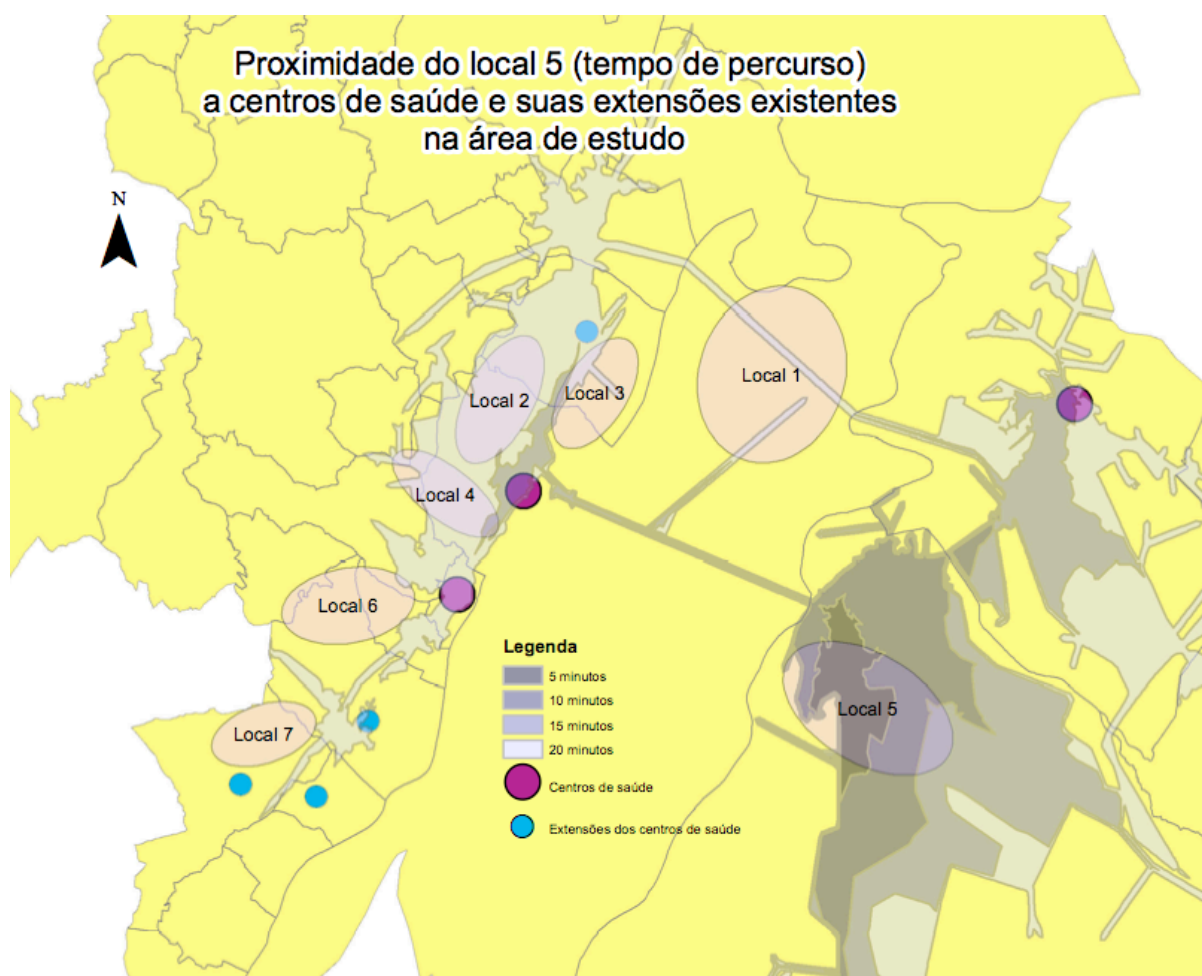 Proximidade do local 5 (tempo de percurso)
a centros de saúde e suas extensões existentes
na área de estudo
N
Local 1
Local 2
Local 3
Local 4
Local 6
Local 7
Local 5
Legenda
5 minutos
10 minutos
15 minutos
20 minutos
Centros de saúde
Extensões dos centros de saúde